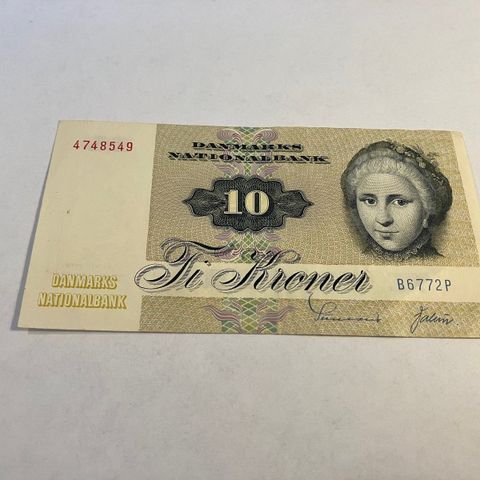 4748549
DANMARKS
NATIONALBANK
10
Ti Kroner
DANMARKS
NATIONALBANK
B6772P